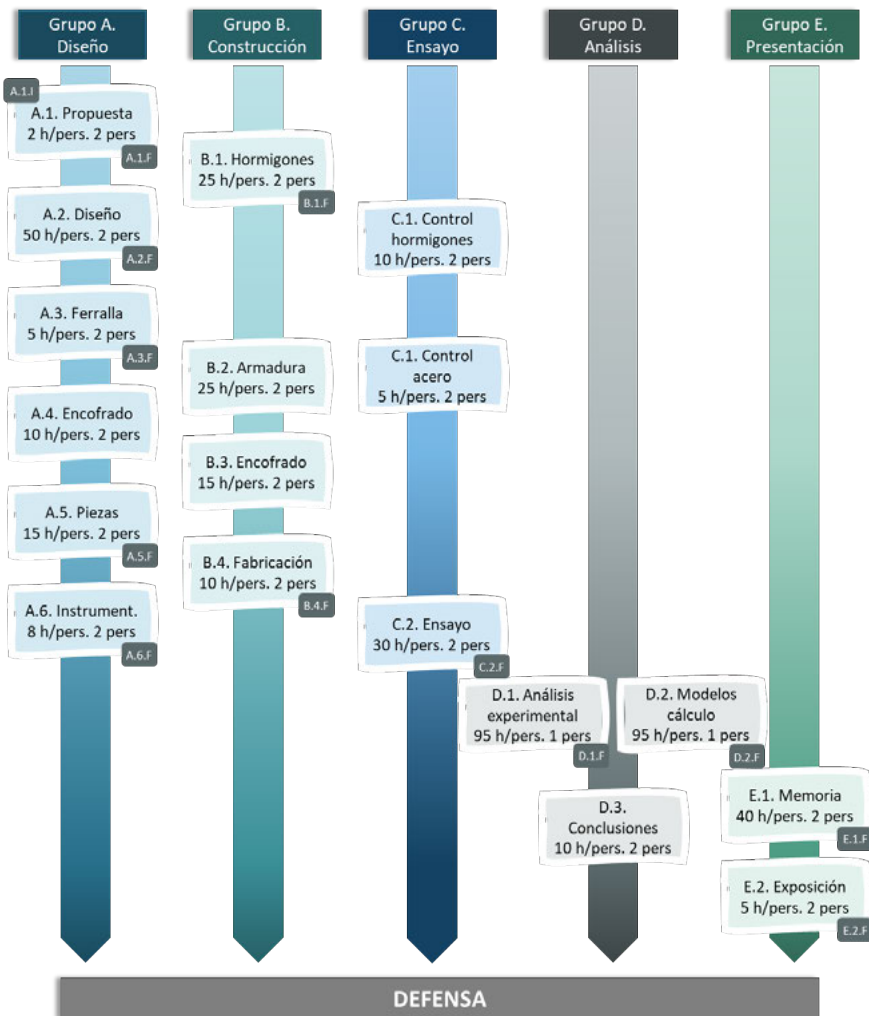 Grupo A.
Diseño
Grupo B.
Construcción
Grupo C.
Ensayo
Grupo D.
Análisis
Grupo E.
Presentación
A.1.I
A.1. Propuesta
2 h/pers. 2 pers
A.1.F
A.2. Diseño
50 h/pers. 2 pers
A.2.F
A.3. Ferralla
5 h/pers. 2 pers
A.3.F
A.4. Encofrado
10 h/pers. 2 pers
A.5. Piezas
15 h/pers. 2 pers
A.5.F
A.6. Instrument.
8 h/pers. 2 pers
A.6.F
B.1. Hormigones
25 h/pers. 2 pers
B.1.F
B.2. Armadura
25 h/pers. 2 pers
B.3. Encofrado
15 h/pers. 2 pers
B.4. Fabricación
10 h/pers. 2 pers
B.4.F
C.1. Control
hormigones
10 h/pers. 2 pers
C.1. Control
acero
5 h/pers. 2 pers
C.2. Ensayo
30 h/pers. 2 pers
C.2.F
D.1. Análisis
experimental
95 h/pers. 1 pers
D.1.F
D.2. Modelos
cálculo
95 h/pers. 1 pers
D.2.F
D.3.
Conclusiones
10 h/pers. 2 pers
E.1. Memoria
40 h/pers. 2 pers
E.1.F
E.2. Exposición
5 h/pers. 2 pers
E.2.F
DEFENSA